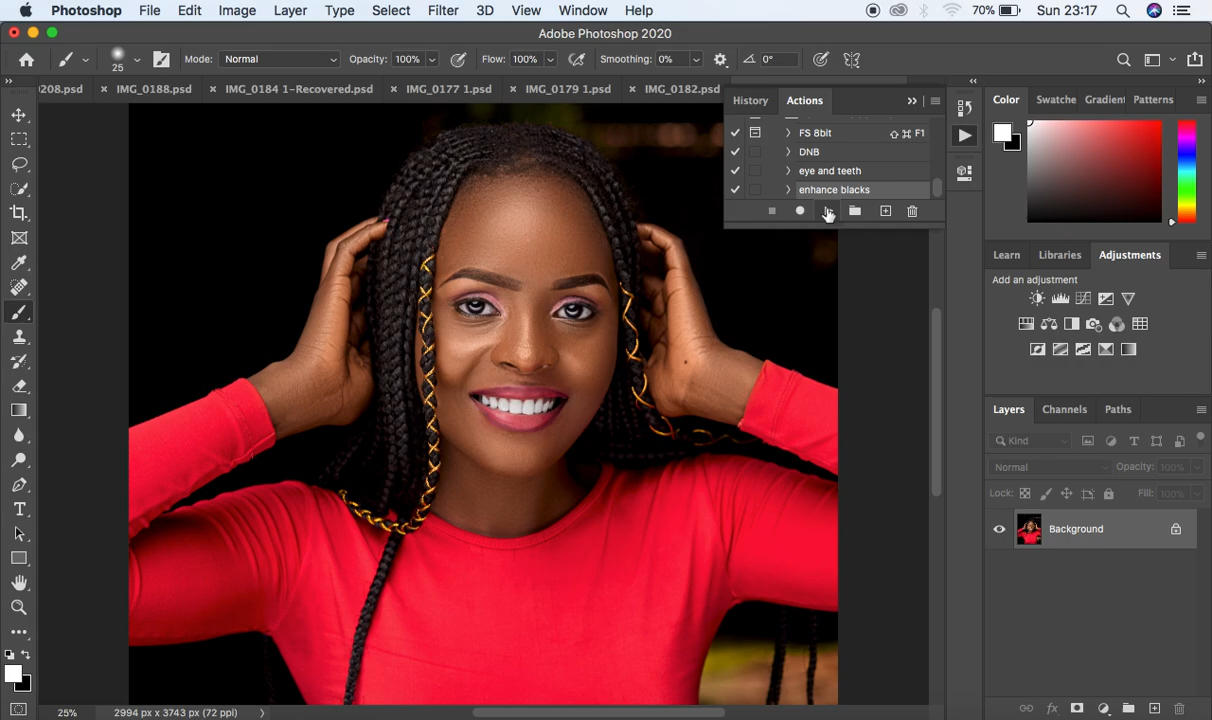 Photoshop File Edit Image Layer Type Select Filter 3D View Window Help 70% Sun 23:17
Adobe Photoshop 2020
25 Mode: Normal Opacity: 100% Flow: 100% Smoothing: 0% 0°
0208.psd × IMG_0188.psd × IMG_0184 1-Recovered.psd × IMG_0177 1.psd × IMG_0179 1.psd × IMG_0182.psd
History Actions
FS 8bit ⇧⌘F1
DNB
eye and teeth
enhance blacks
Color Swatche Gradient Patterns
Learn Libraries Adjustments
Add an adjustment
Layers Channels Paths
Kind
Normal Opacity: 100%
Lock: Fill: 100%
Background
25% 2994 px x 3743 px (72 ppi)